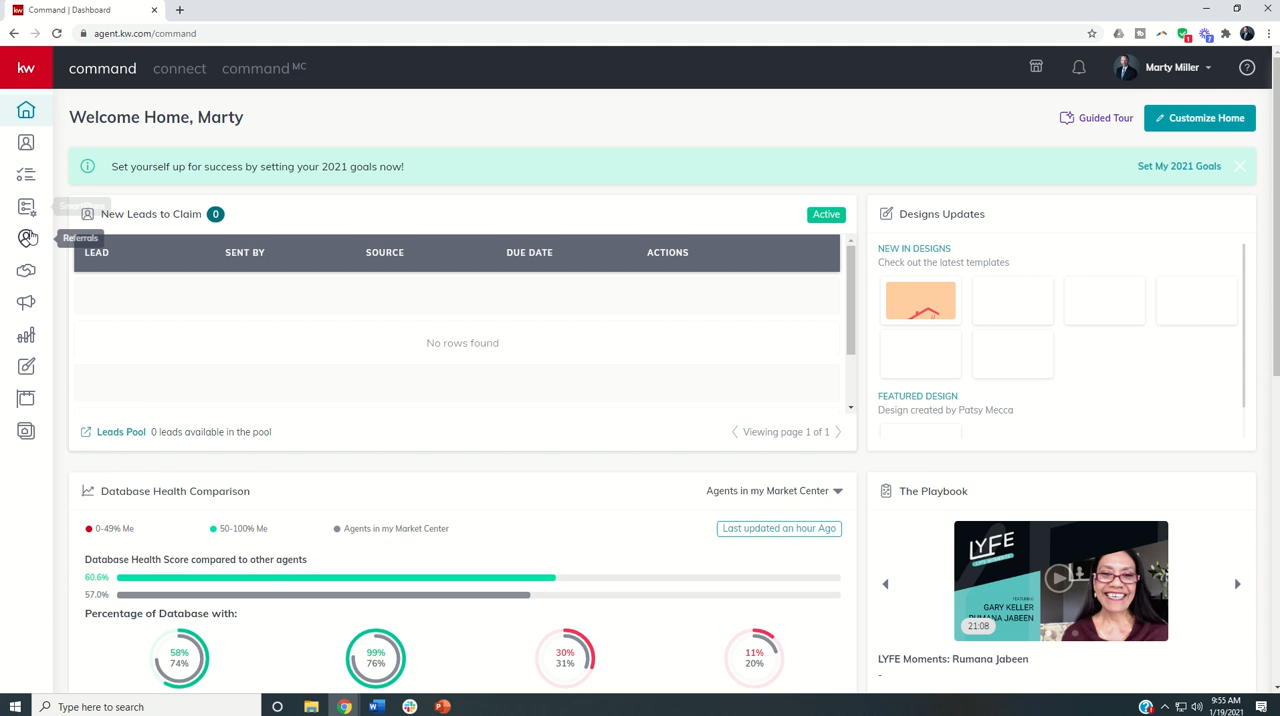 Command | Dashboard
agent.kw.com/command
1
7
kw
command connect command MC
Marty Miller
Welcome Home, Marty
Guided Tour
Customize Home
Set yourself up for success by setting your 2021 goals now!
Set My 2021 Goals
New Leads to Claim 0
Active
Referrals
LEAD SENT BY SOURCE DUE DATE ACTIONS
No rows found
Leads Pool 0 leads available in the pool
Viewing page 1 of 1
Designs Updates
NEW IN DESIGNS
Check out the latest templates
FEATURED DESIGN
Design created by Patsy Mecca
Database Health Comparison
Agents in my Market Center
0-49% Me 50-100% Me Agents in my Market Center
Last updated an hour Ago
Database Health Score compared to other agents
60.6%
57.0%
Percentage of Database with:
58% 99% 30% 11%
74% 76% 31% 20%
The Playbook
LYFE
FEATURING
GARY KELLER
RUMANA JABEEN
21:08
LYFE Moments: Rumana Jabeen
-
Type here to search
9:55 AM
1/19/2021